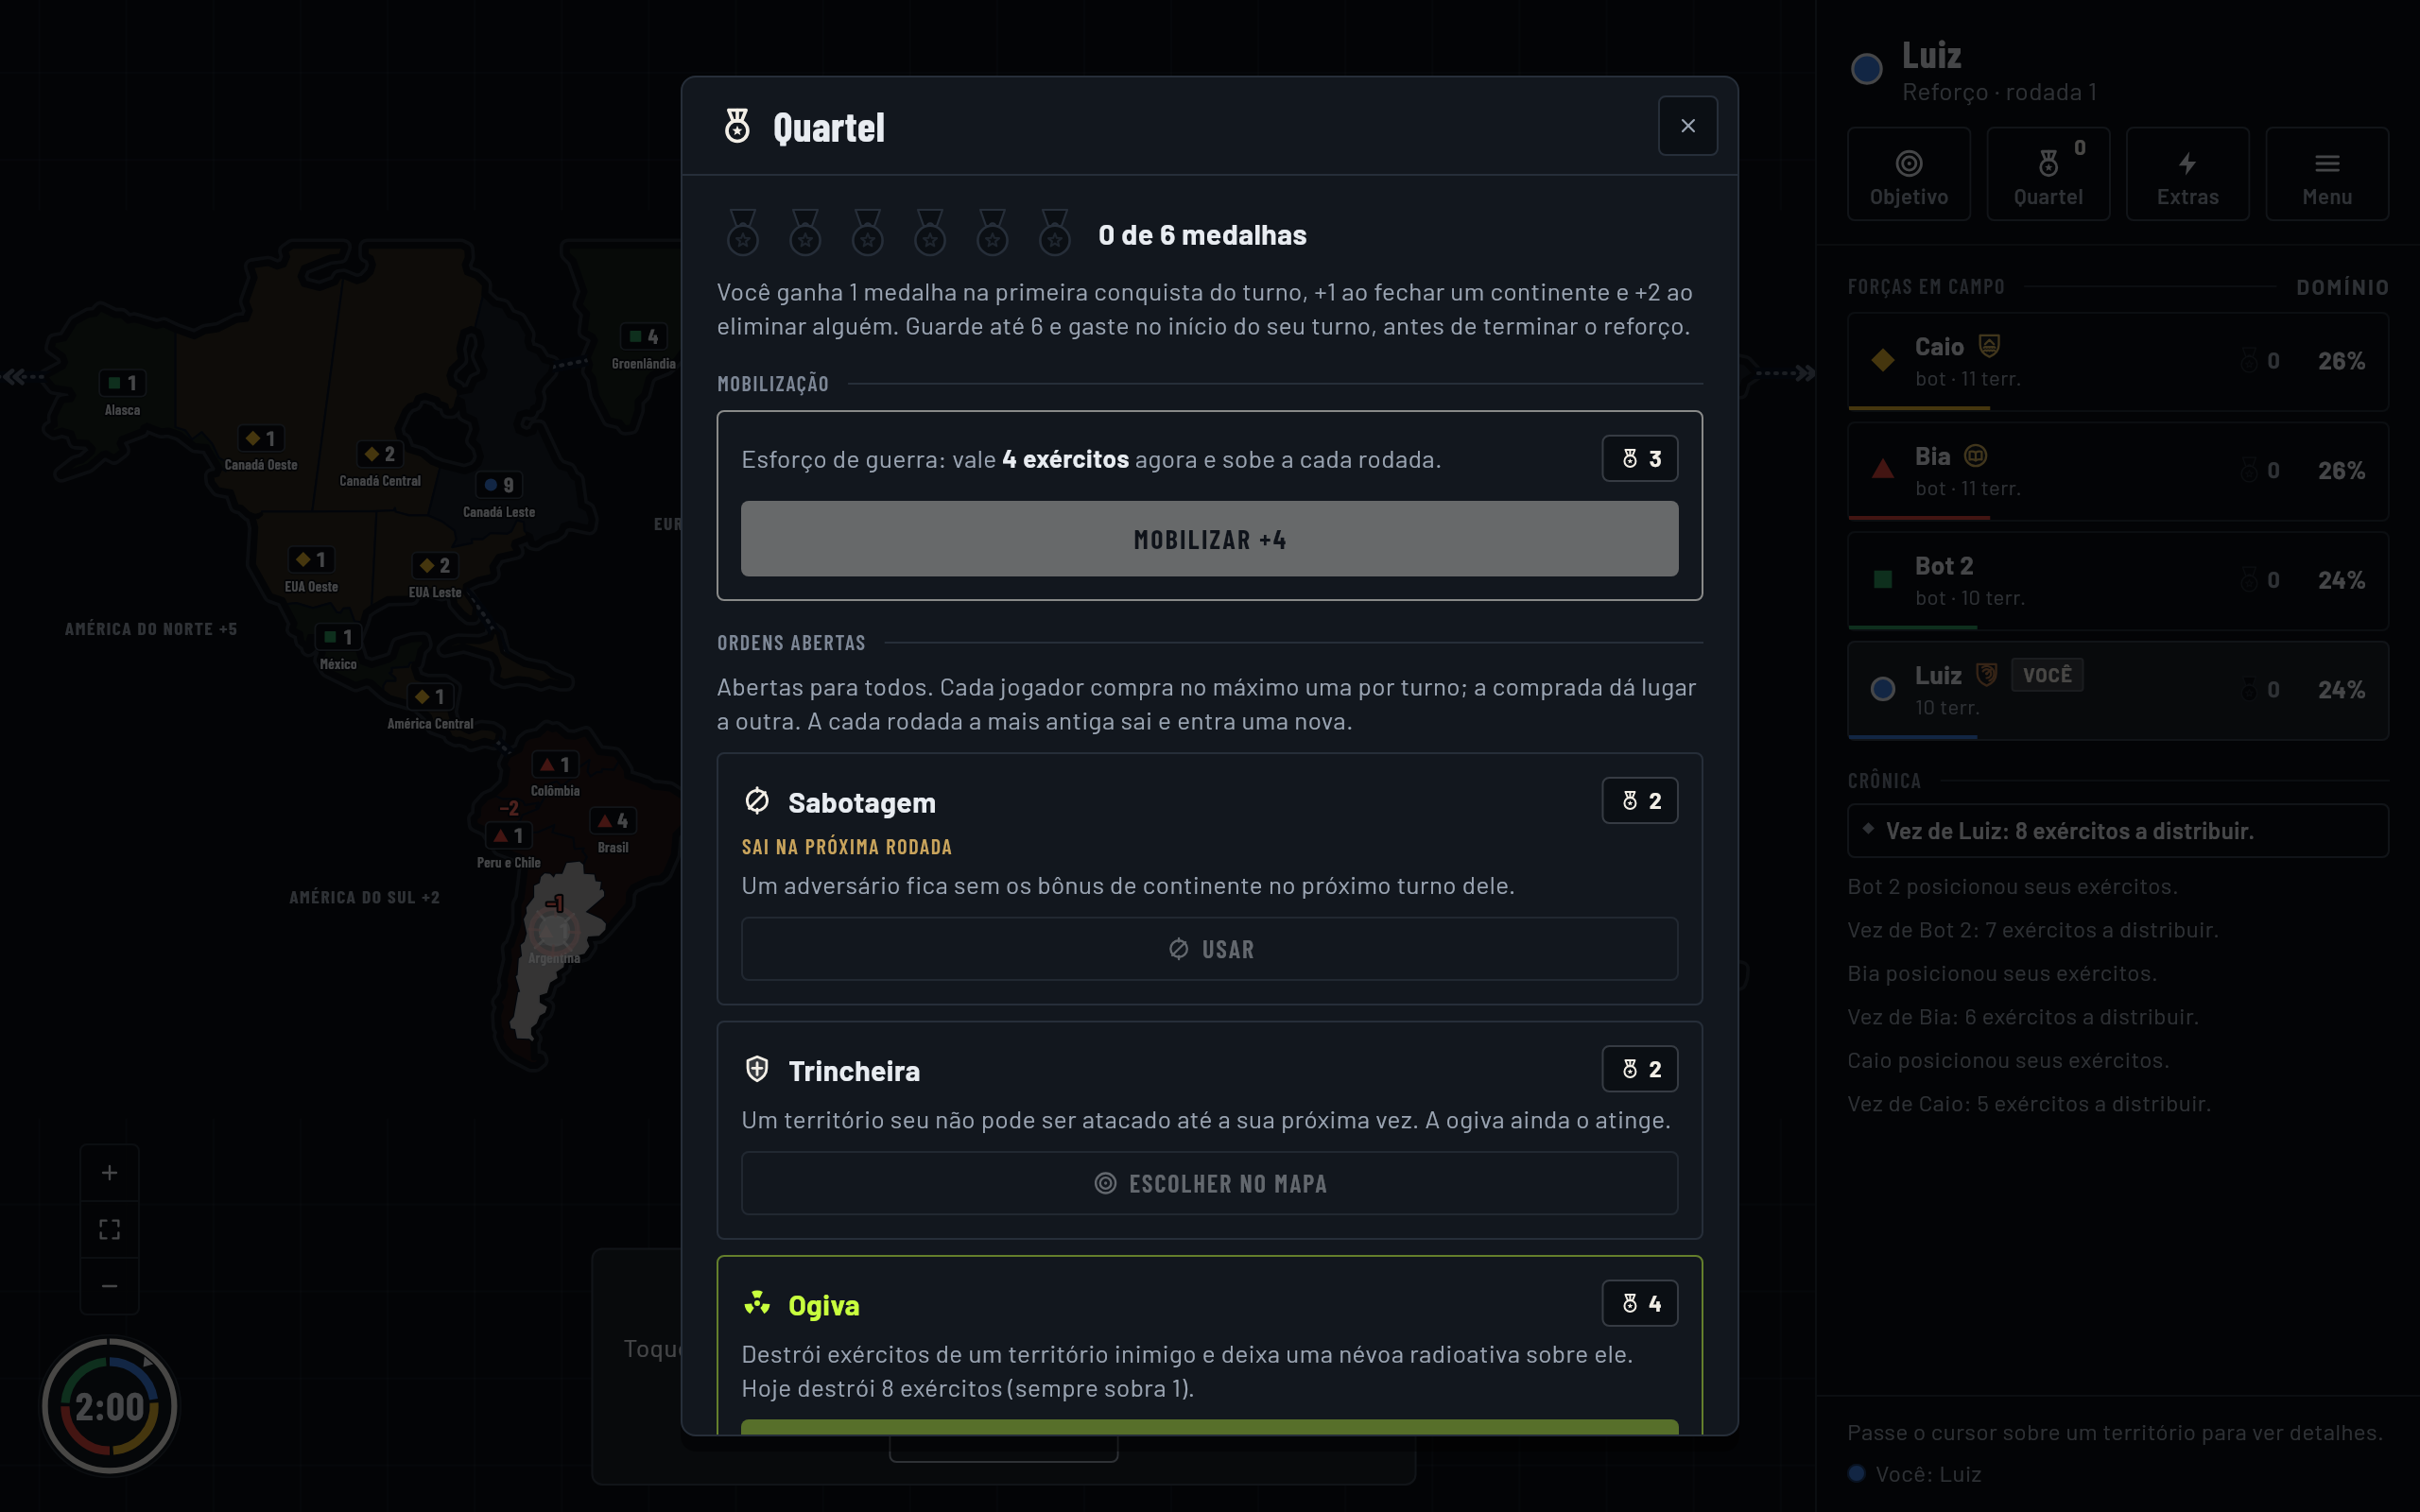 Quartel
0 de 6 medalhas
Você ganha 1 medalha na primeira conquista do turno, +1 ao fechar um continente e +2 ao
eliminar alguém. Guarde até 6 e gaste no início do seu turno, antes de terminar o reforço.
MOBILIZAÇÃO
Esforço de guerra: vale 4 exércitos agora e sobe a cada rodada.
3
MOBILIZAR +4
ORDENS ABERTAS
Abertas para todos. Cada jogador compra no máximo uma por turno; a comprada dá lugar
a outra. A cada rodada a mais antiga sai e entra uma nova.
Sabotagem
2
SAI NA PRÓXIMA RODADA
Um adversário fica sem os bônus de continente no próximo turno dele.
USAR
Trincheira
2
Um território seu não pode ser atacado até a sua próxima vez. A ogiva ainda o atinge.
ESCOLHER NO MAPA
Ogiva
4
Destrói exércitos de um território inimigo e deixa uma névoa radioativa sobre ele.
Hoje destrói 8 exércitos (sempre sobra 1).
4
Groenlândia
1
Alasca
1
Canadá Oeste
2
Canadá Central
9
Canadá Leste
EUR
1
EUA Oeste
2
EUA Leste
AMÉRICA DO NORTE +5
1
México
1
América Central
1
Colômbia
-2
1
Peru e Chile
4
Brasil
AMÉRICA DO SUL +2
-1
1
Argentina
+
−
2:00
Toque
Luiz
Reforço · rodada 1
Objetivo
0
Quartel
Extras
Menu
FORÇAS EM CAMPO
DOMÍNIO
Caio
bot · 11 terr.
0
26%
Bia
bot · 11 terr.
0
26%
Bot 2
bot · 10 terr.
0
24%
Luiz
VOCÊ
10 terr.
0
24%
CRÔNICA
Vez de Luiz: 8 exércitos a distribuir.
Bot 2 posicionou seus exércitos.
Vez de Bot 2: 7 exércitos a distribuir.
Bia posicionou seus exércitos.
Vez de Bia: 6 exércitos a distribuir.
Caio posicionou seus exércitos.
Vez de Caio: 5 exércitos a distribuir.
Passe o cursor sobre um território para ver detalhes.
Você: Luiz